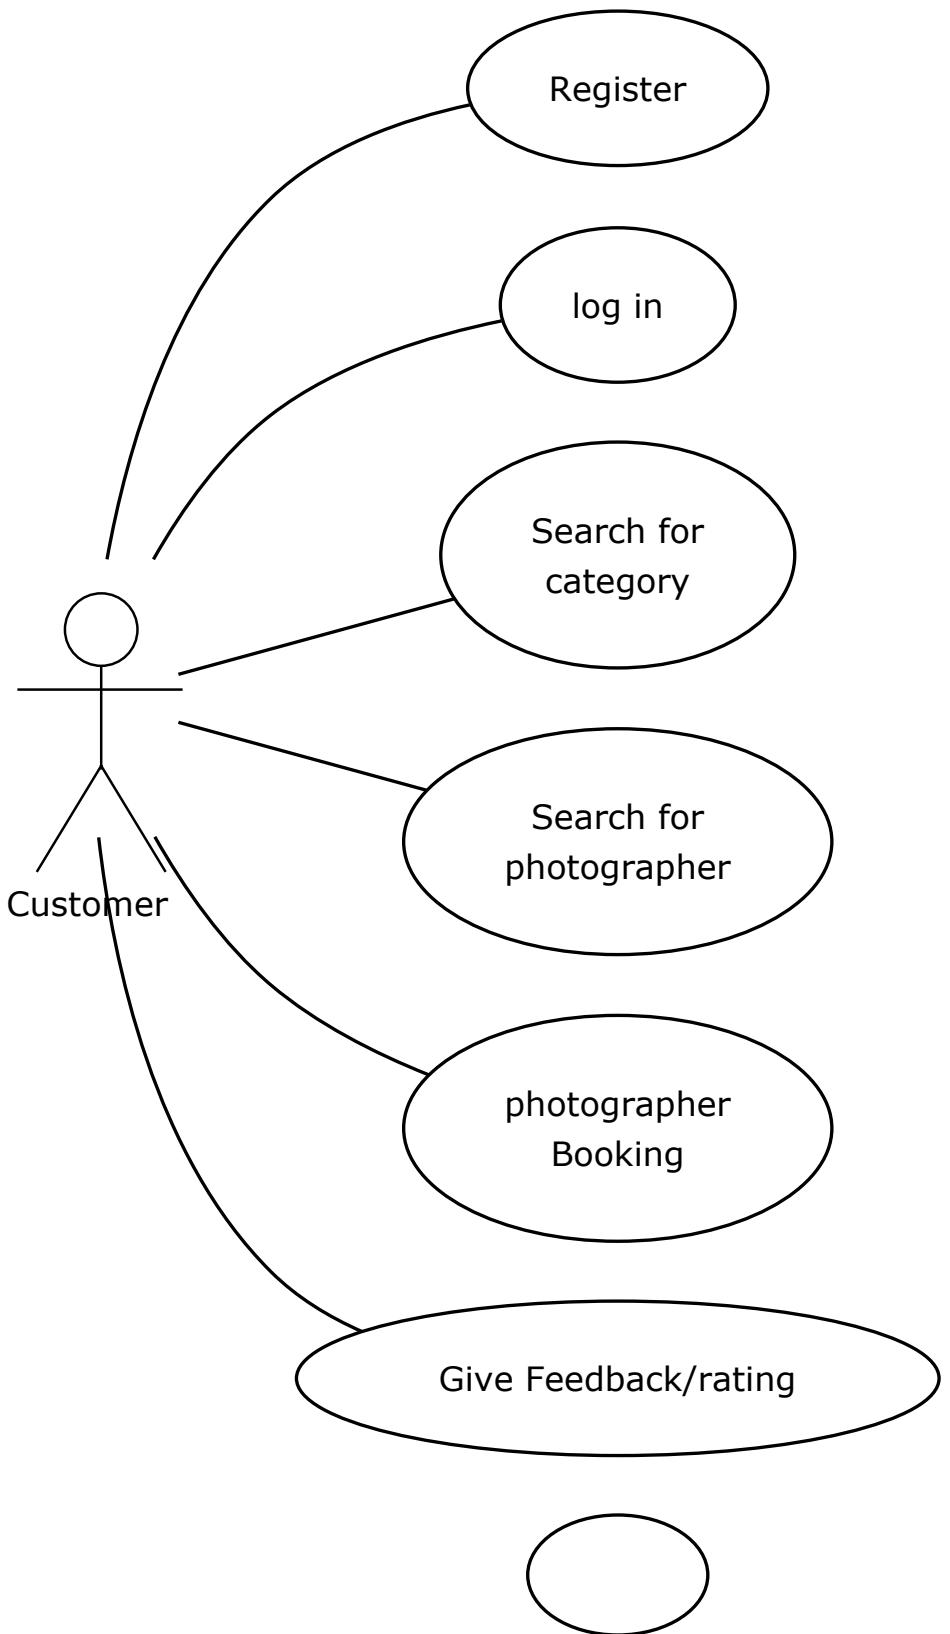 Register
log in
Search for
category
Search for
photographer
Customer
photographer
Booking
Give Feedback/rating